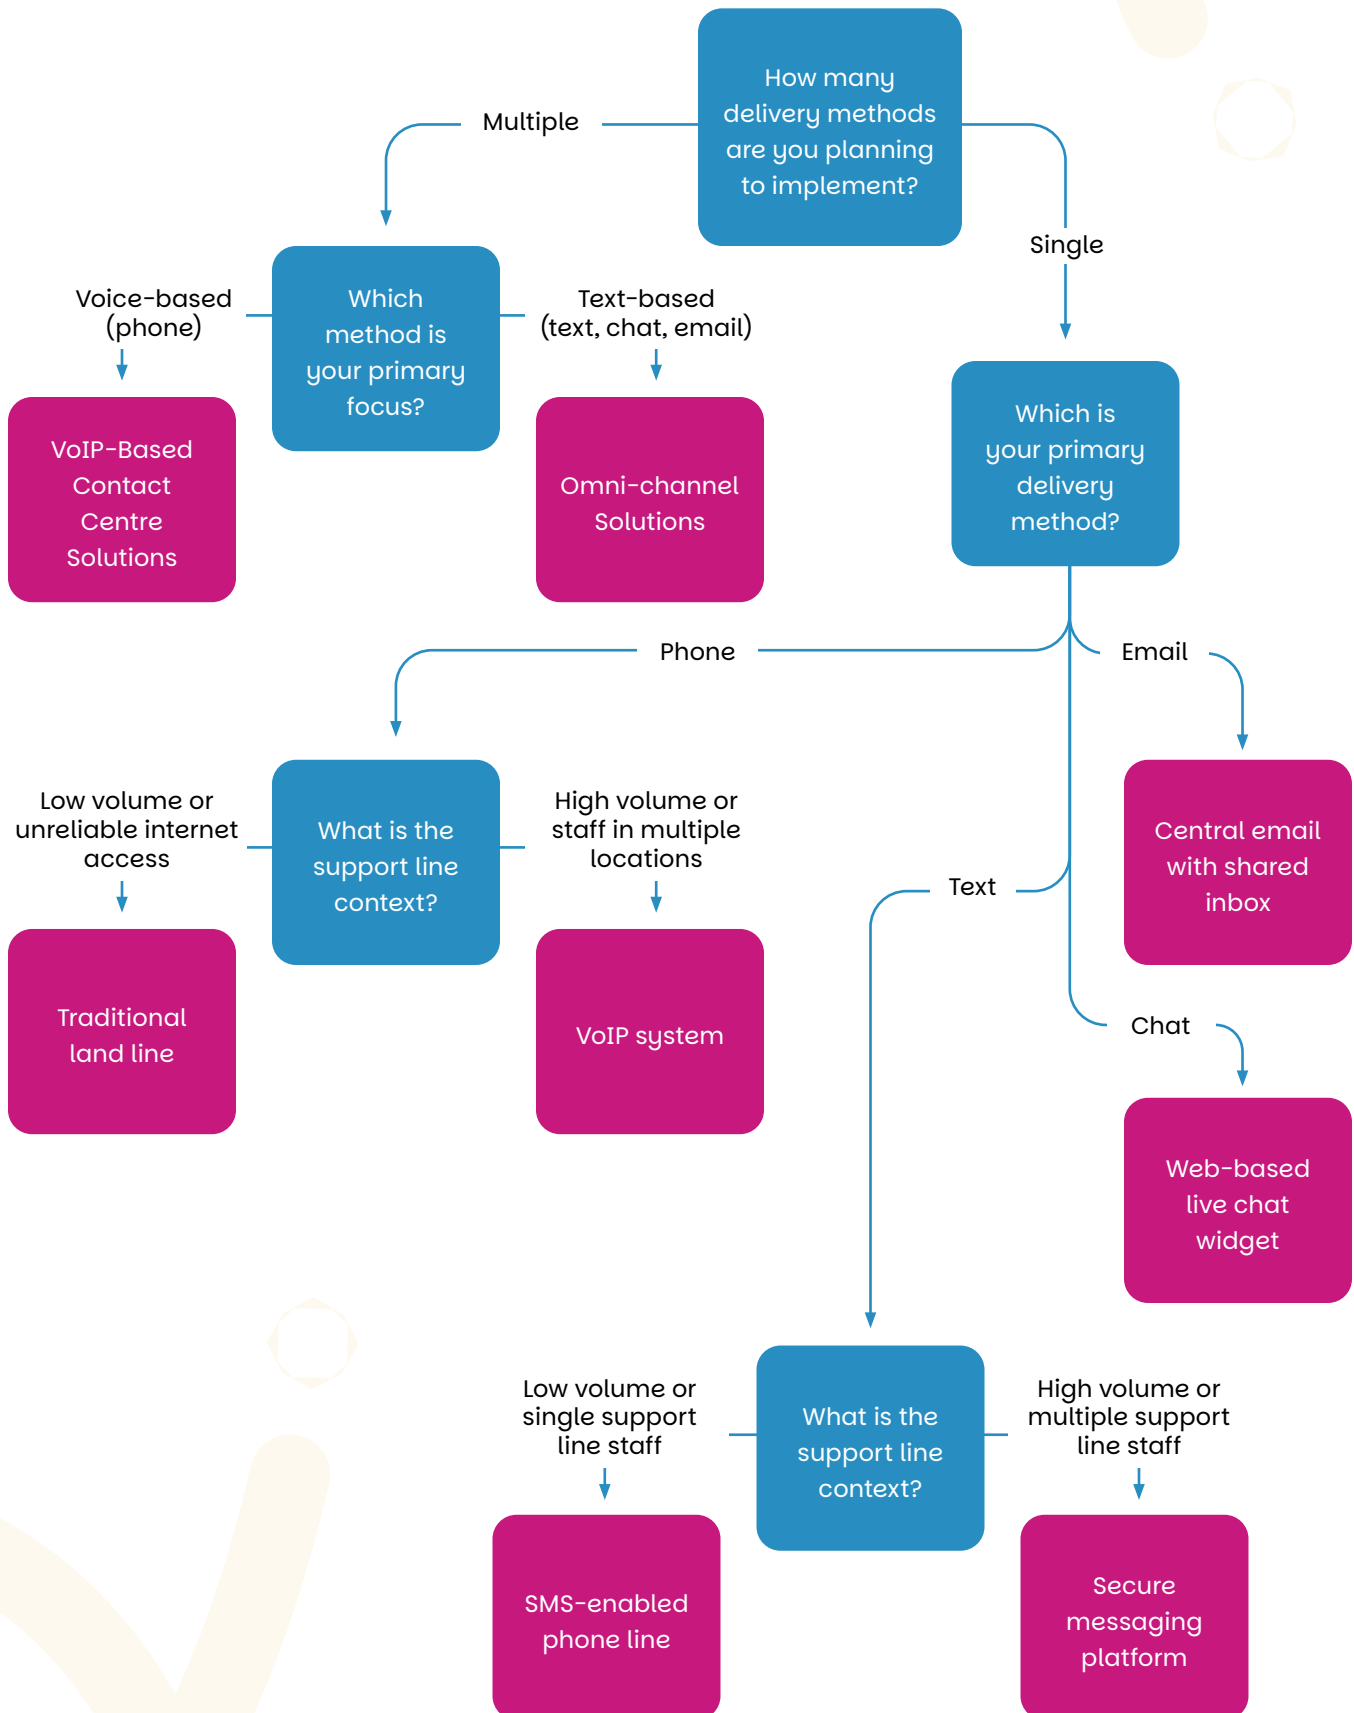 How many
delivery methods
are you planning
to implement?
Multiple
Single
Which
method is
your primary
focus?
Voice-based
(phone)
Text-based
(text, chat, email)
VoIP-Based
Contact
Centre
Solutions
Omni-channel
Solutions
Which is
your primary
delivery
method?
Phone
Email
What is the
support line
context?
Low volume or
unreliable internet
access
High volume or
staff in multiple
locations
Traditional
land line
VoIP system
Central email
with shared
inbox
Text
Chat
Web-based
live chat
widget
What is the
support line
context?
Low volume or
single support
line staff
High volume or
multiple support
line staff
SMS-enabled
phone line
Secure
messaging
platform